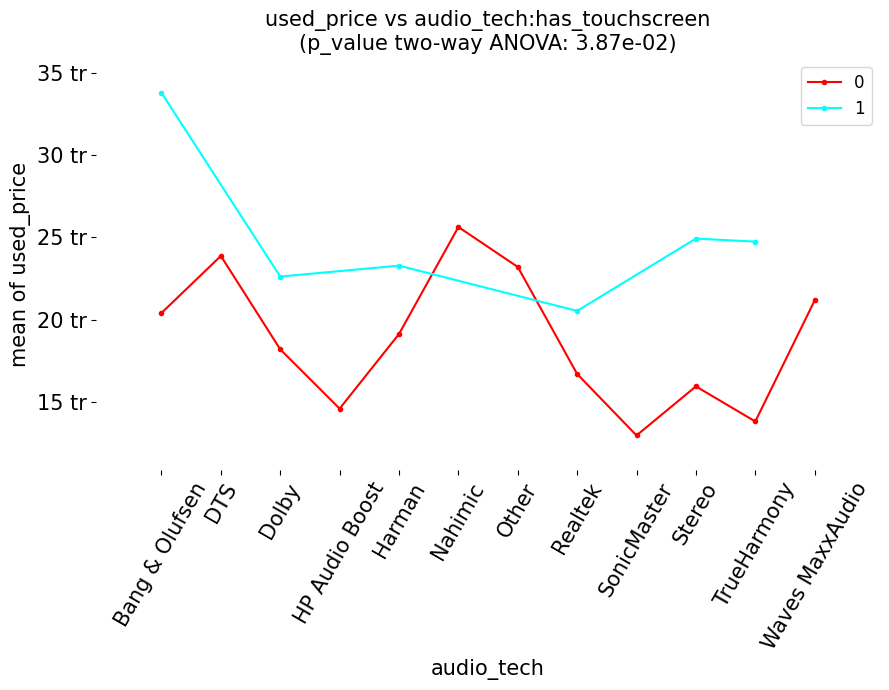 used_price vs audio_tech:has_touchscreen
(p_value two-way ANOVA: 3.87e-02)
35 tr
30 tr
25 tr
20 tr
15 tr
mean of used_price
0
1
Bang & Olufsen
DTS
Dolby
HP Audio Boost
Harman
Nahimic
Other
Realtek
SonicMaster
Stereo
TrueHarmony
Waves MaxxAudio
audio_tech